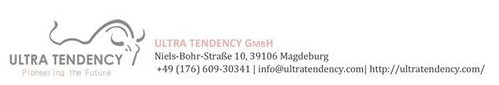 ULTRA TENDENCY
Pioneering the Future
ULTRA TENDENCY GMBH
Niels-Bohr-Straße 10, 39106 Magdeburg
+49 (176) 609-30341 | info@ultratendency.com| http://ultratendency.com/